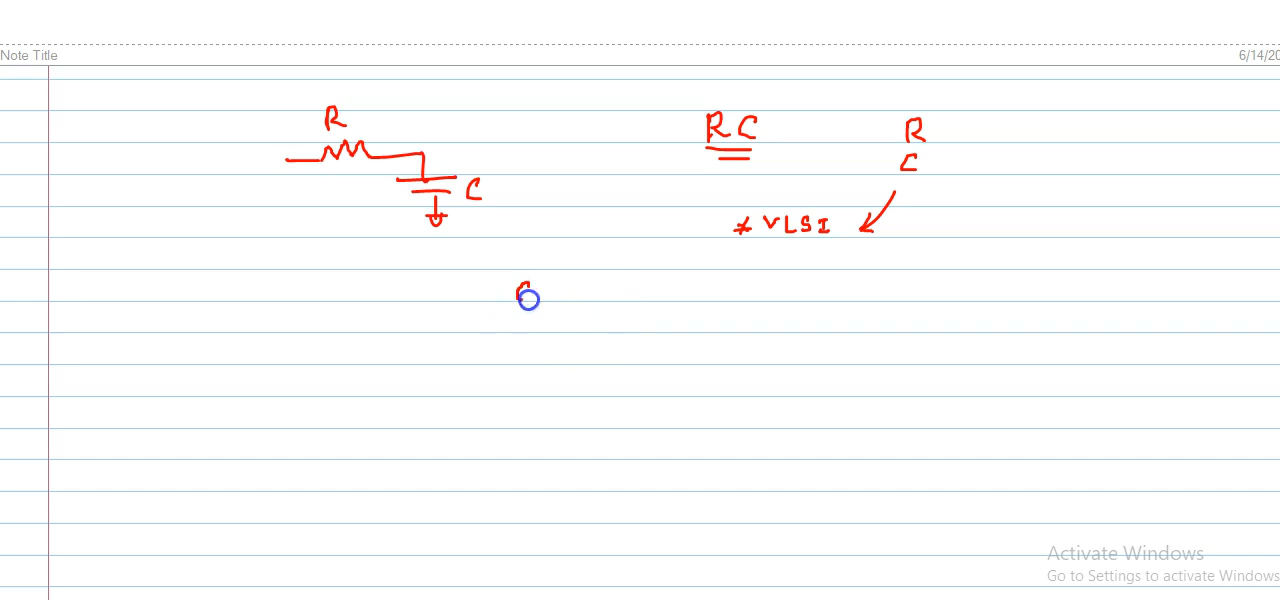 Note Title
6/14/20
R
RC
R
C
C
* VLSI
Activate Windows
Go to Settings to activate Windows